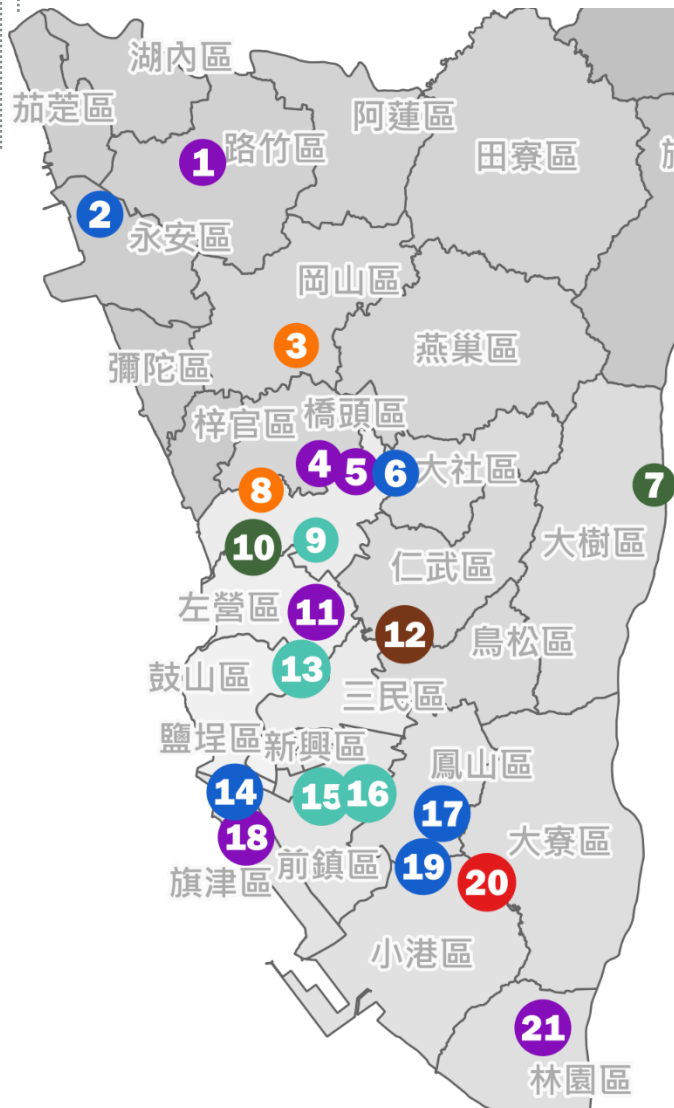 湖內區
茄萣區
阿蓮區
路竹區
1
田寮區
2
永安區
岡山區
3
燕巢區
彌陀區
橋頭區
梓官區
4
5
6
大社區
7
8
9
10
大樹區
仁武區
左營區
11
12
鳥松區
13
鼓山區
三民區
鹽埕區
新興區
鳳山區
14
15
16
17
18
大寮區
前鎮區
19
旗津區
20
小港區
21
林園區